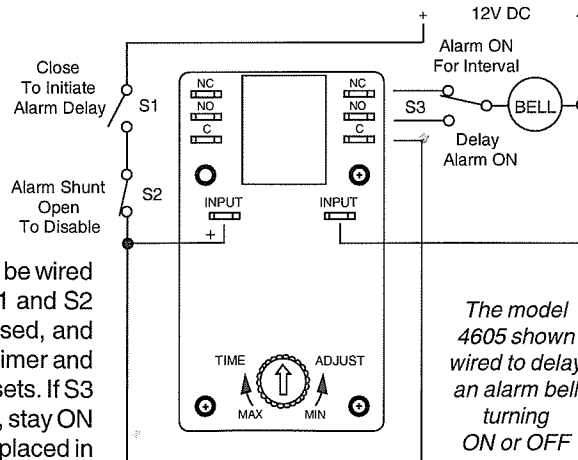 + 12V DC
Close
To Initiate
Alarm Delay
S1
Alarm Shunt
Open
To Disable
S2
NC
NO
C
NC
NO
C
S3
Alarm ON
For Interval
BELL
Delay
Alarm ON
INPUT
INPUT
+
TIME
ADJUST
MAX
MIN
be wired
1 and S2
sed, and
imer and
sets. If S3
, stay ON
placed in
The model
4605 shown
wired to delay
an alarm bell
turning
ON or OFF